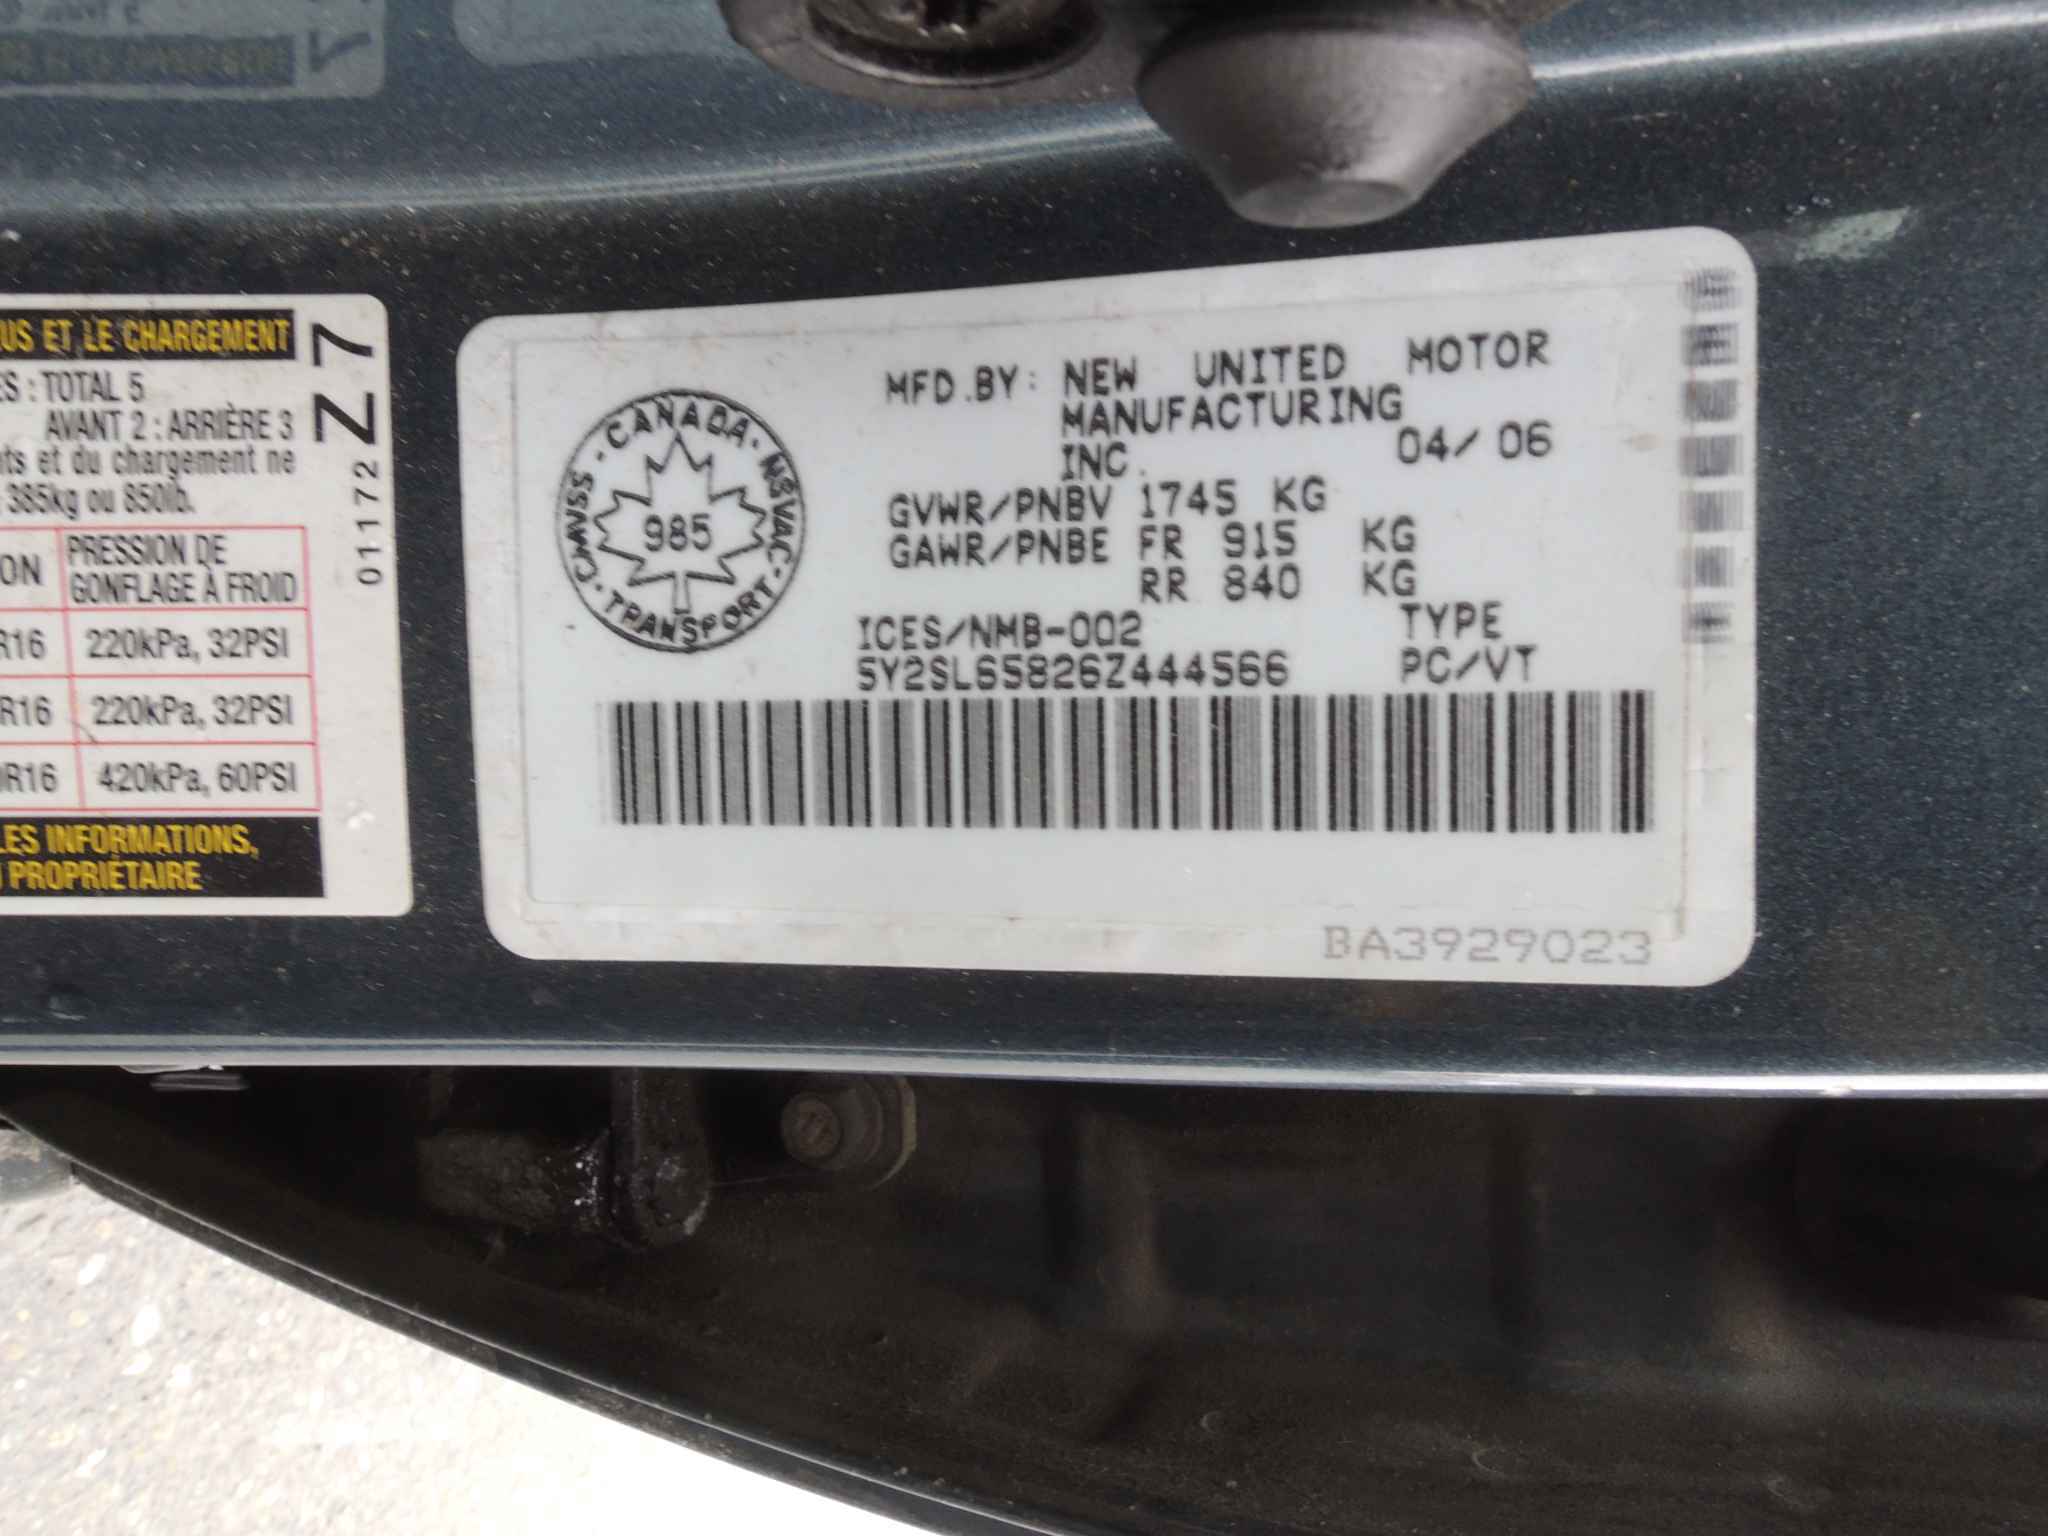 US ET LE CHARGEMENT
ES : TOTAL 5
AVANT 2 : ARRIÈRE 3
ts et du chargement ne
385kg ou 850lb.
ON
PRESSION DE
GONFLAGE À FROID
R16 220kPa, 32PSI
R16 220kPa, 32PSI
R16 420kPa, 60PSI
LES INFORMATIONS,
PROPRIÉTAIRE
01172 Z7
CANADA · NSVAC · TRANSPORT · CMVSS ·
985
MFD.BY: NEW UNITED MOTOR
MANUFACTURING
INC. 04/06
GVWR/PNBV 1745 KG
GAWR/PNBE FR 915 KG
RR 840 KG
ICES/NMB-002 TYPE
5Y2SL65826Z444566 PC/VT
BA3929023